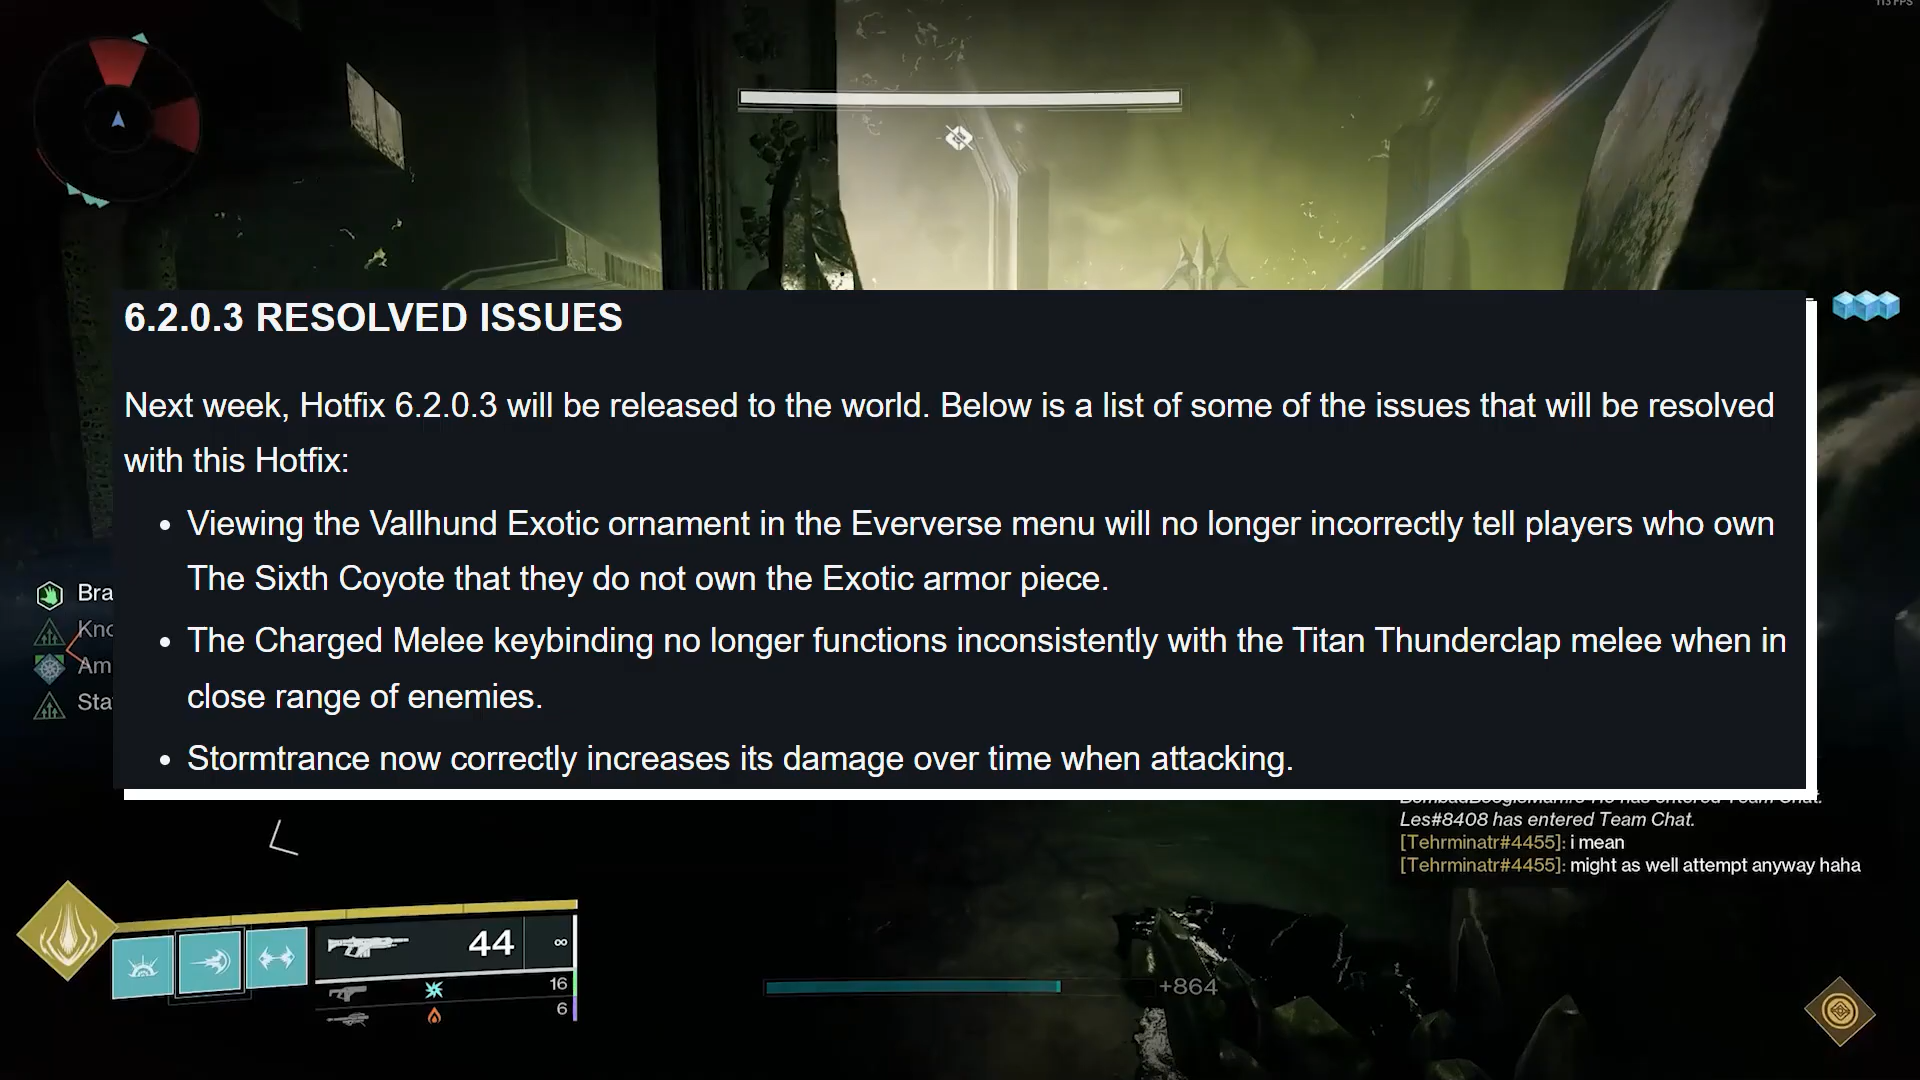 113 FPS
6.2.0.3 RESOLVED ISSUES
Next week, Hotfix 6.2.0.3 will be released to the world. Below is a list of some of the issues that will be resolved
with this Hotfix:
• Viewing the Vallhund Exotic ornament in the Eververse menu will no longer incorrectly tell players who own
The Sixth Coyote that they do not own the Exotic armor piece.
• The Charged Melee keybinding no longer functions inconsistently with the Titan Thunderclap melee when in
close range of enemies.
• Stormtrance now correctly increases its damage over time when attacking.
Bra
Kno
Am
Sta
has entered Team Chat.
Les#8408 has entered Team Chat.
[Tehrminatr#4455]: i mean
[Tehrminatr#4455]: might as well attempt anyway haha
44 ∞
16
6
+864